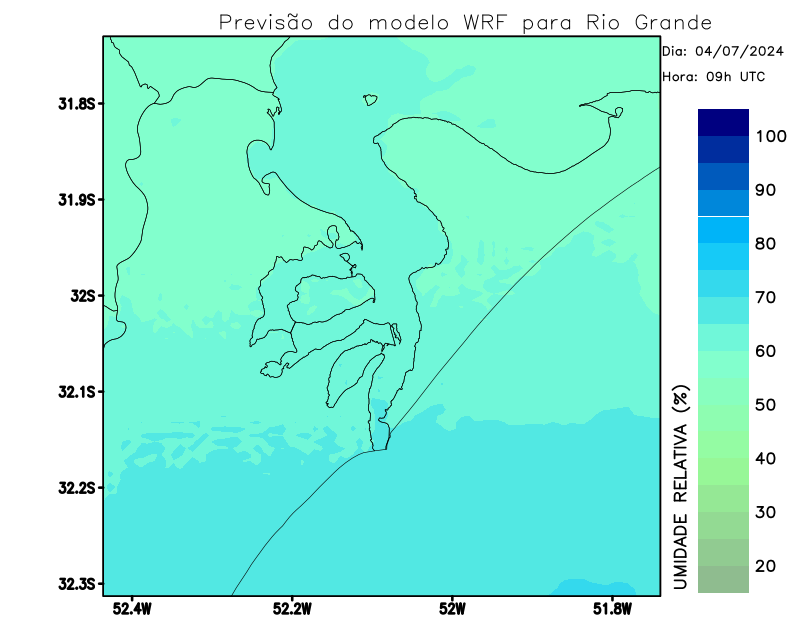 Previsão do modelo WRF para Rio Grande
Dia: 04/07/2024
Hora: 09h UTC
31.8S
31.9S
32S
32.1S
32.2S
32.3S
52.4W
52.2W
52W
51.8W
UMIDADE RELATIVA (%)
100
90
80
70
60
50
40
30
20